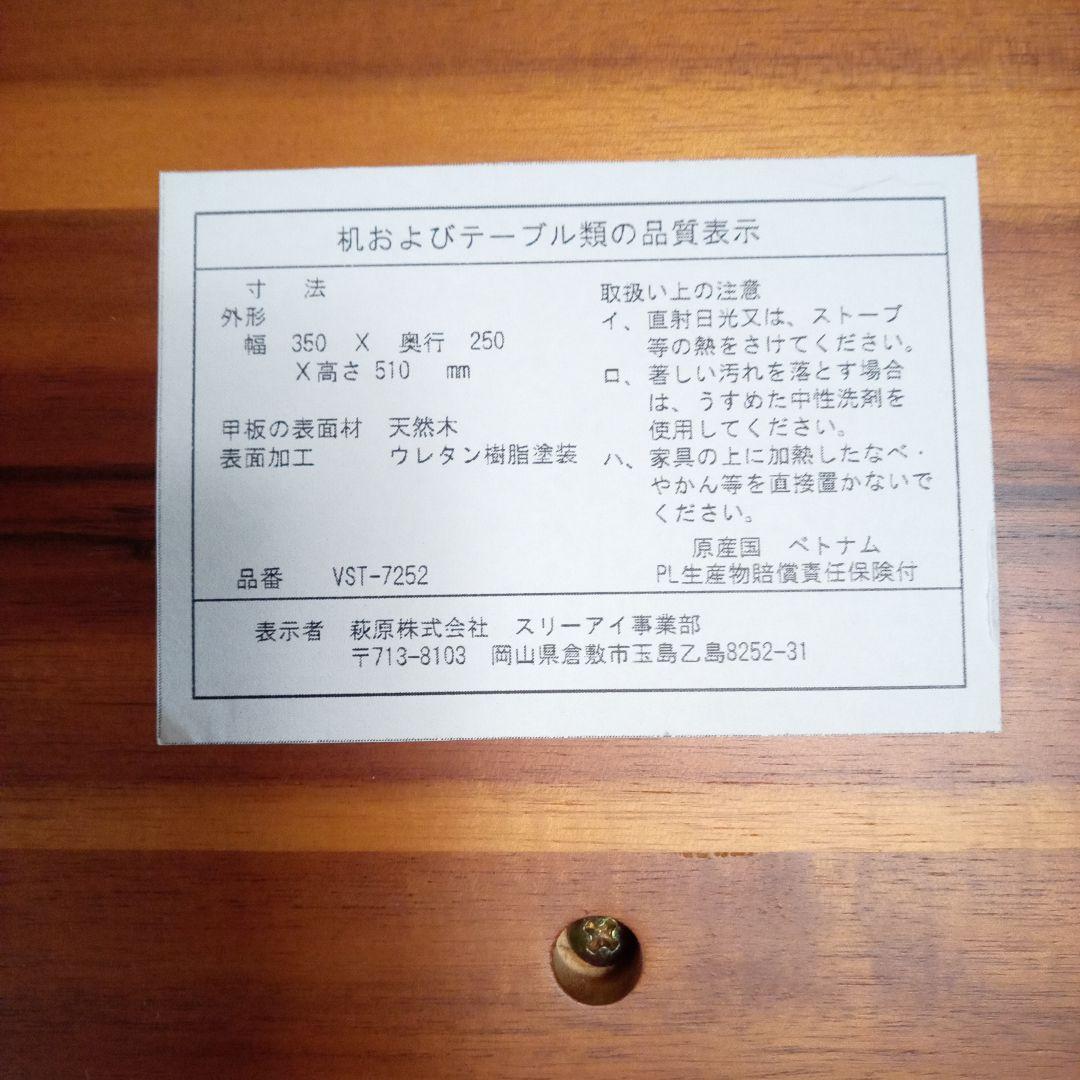 机およびテーブル類の品質表示
寸 法
外形
幅 350 X 奥行 250
X高さ 510 mm
甲板の表面材 天然木
表面加工 ウレタン樹脂塗装
品番 VST-7252
取扱い上の注意
イ、直射日光又は、ストーブ
等の熱をさけてください。
ロ、著しい汚れを落とす場合
は、うすめた中性洗剤を
使用してください。
ハ、家具の上に加熱したなべ・
やかん等を直接置かないで
ください。
原産国 ベトナム
PL生産物賠償責任保険付
表示者 萩原株式会社 スリーアイ事業部
〒713-8103 岡山県倉敷市玉島乙島8252-31